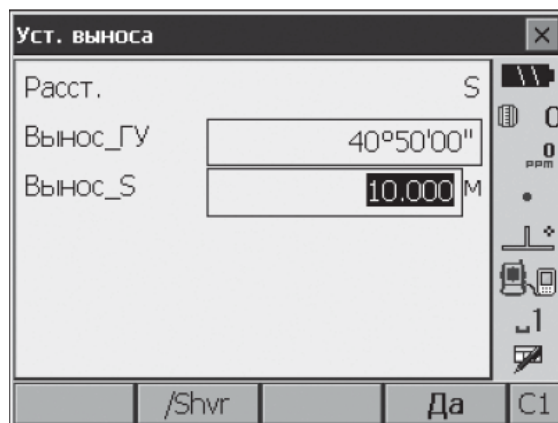 Уст. выноса
Расст. S
Вынос_ГУ 40°50'00"
Вынос_S 10.000 М
0
0
PPM
1
/Shvr Да C1